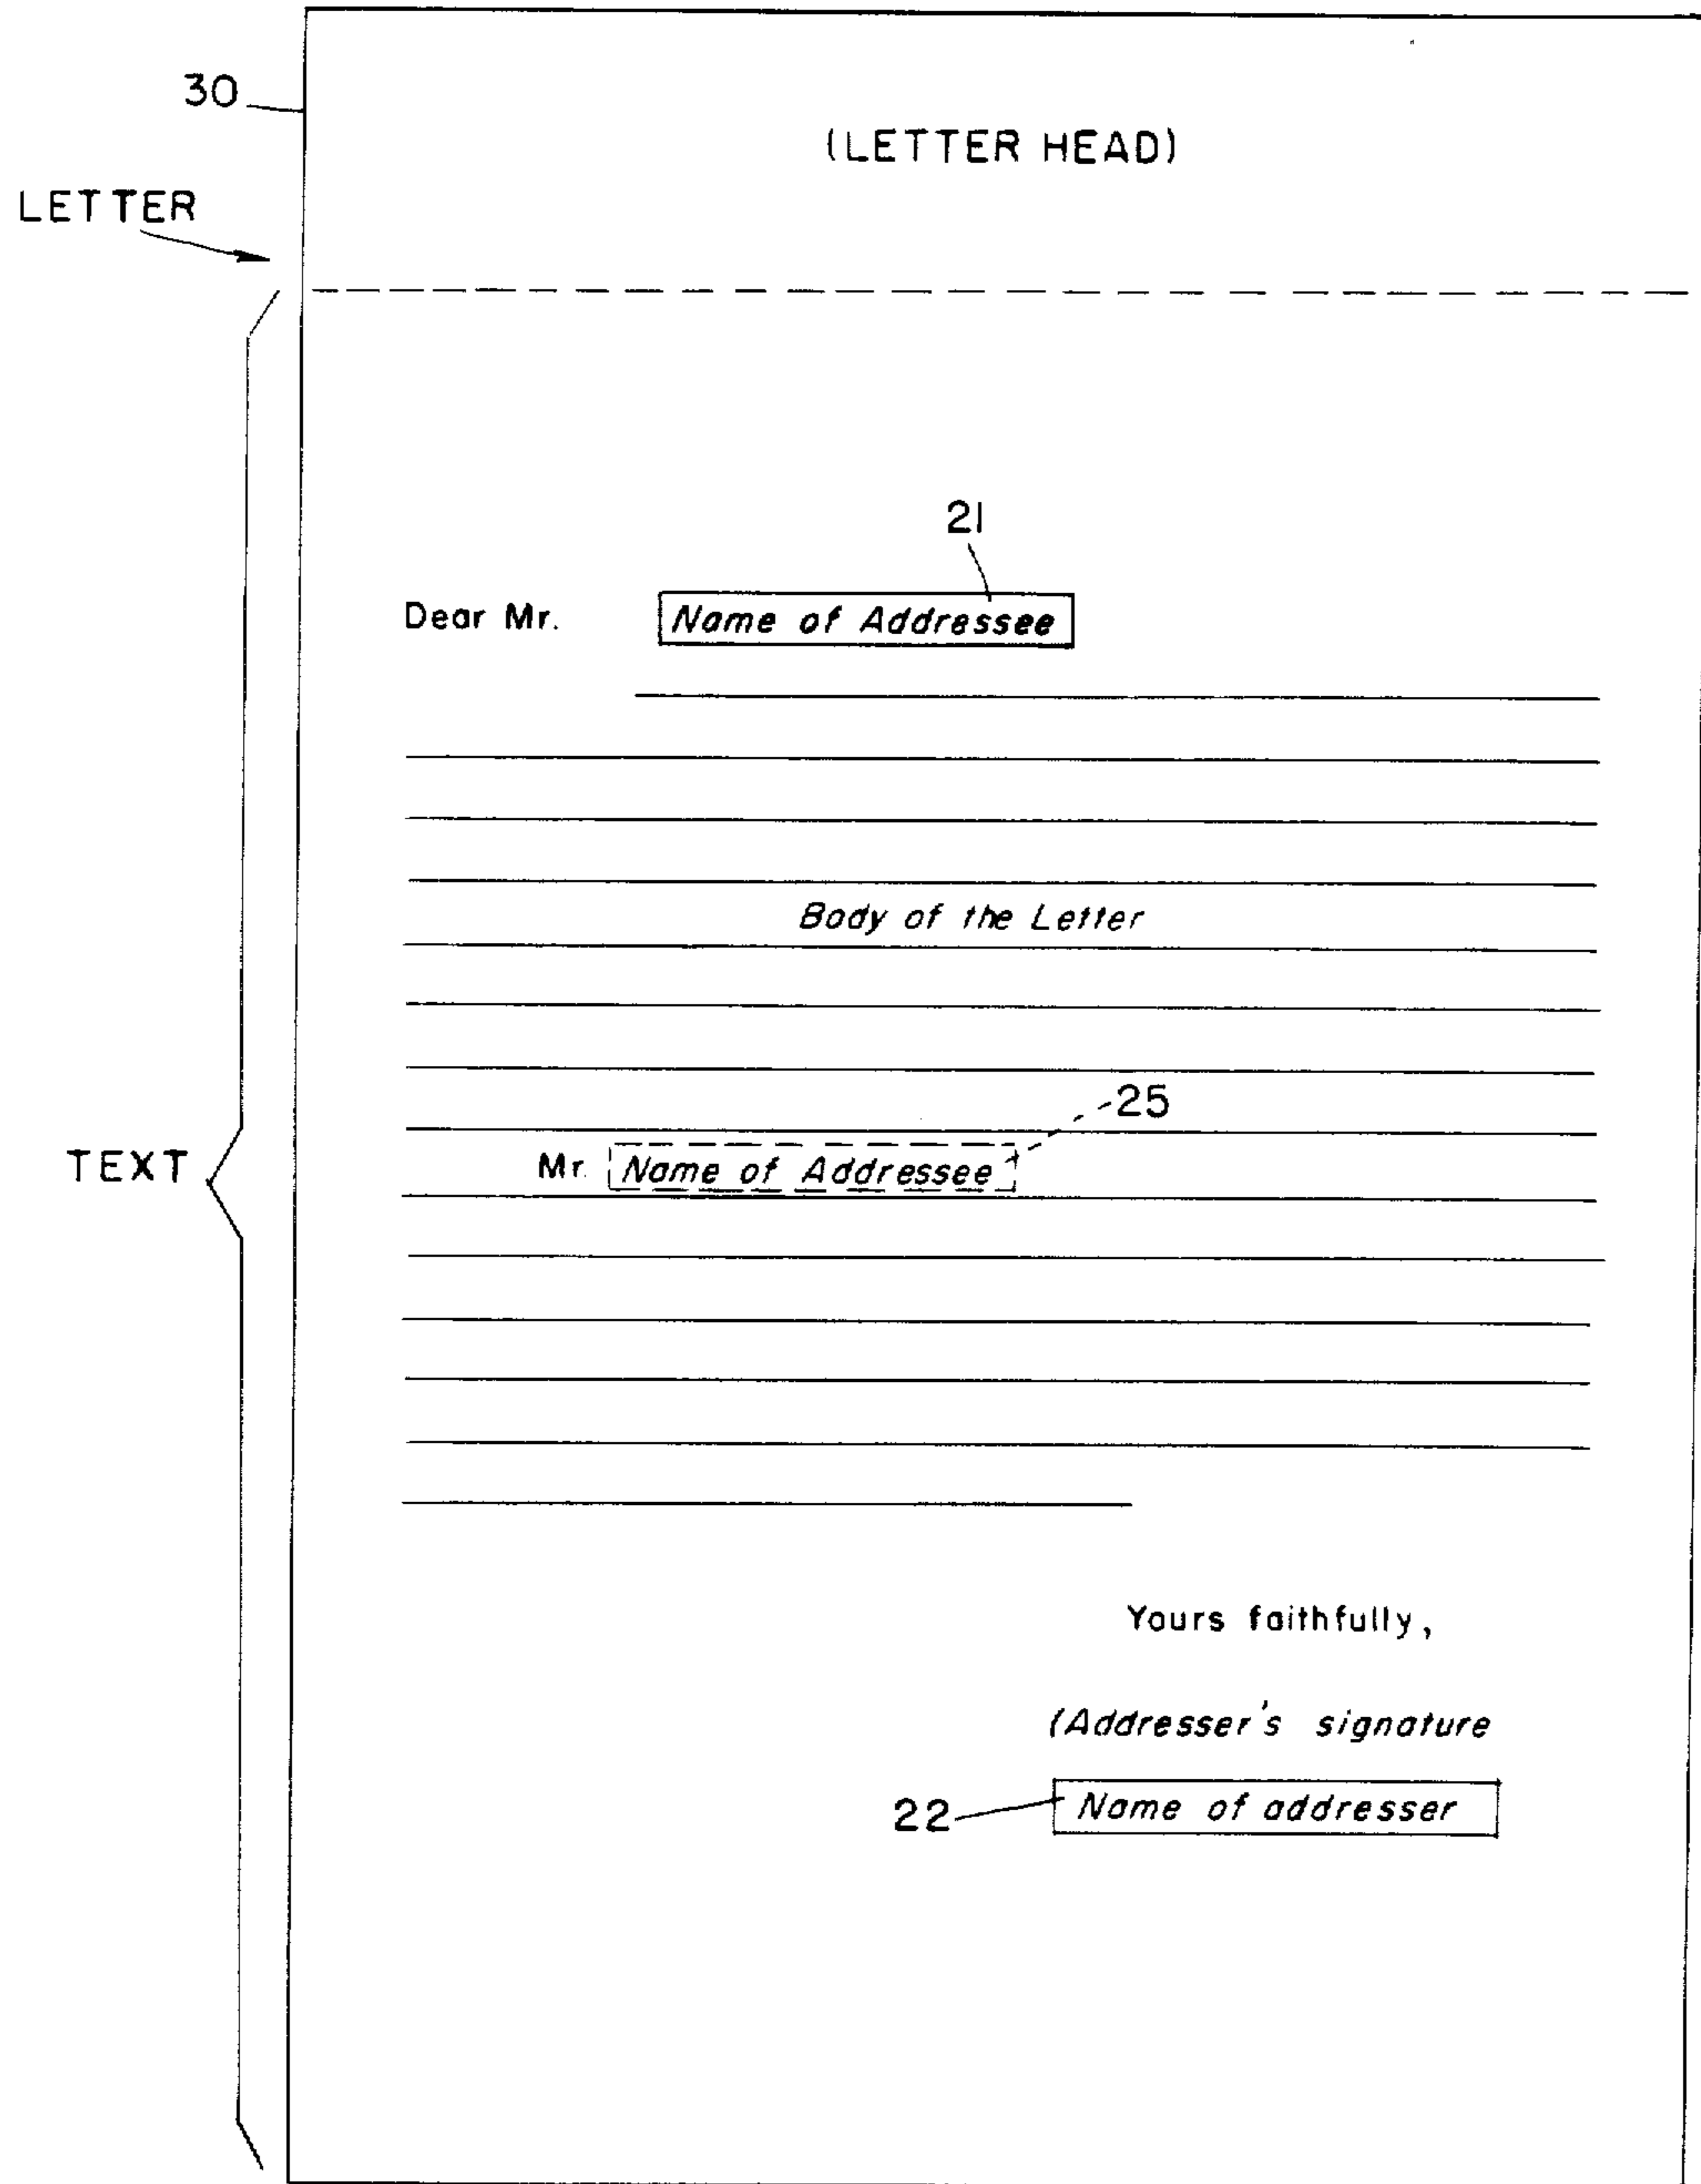 30
(LETTER HEAD)
LETTER
21
Dear Mr. Name of Addressee
Body of the Letter
25
TEXT
Mr. Name of Addressee
Yours faithfully,
(Addresser's signature
22 Name of addresser